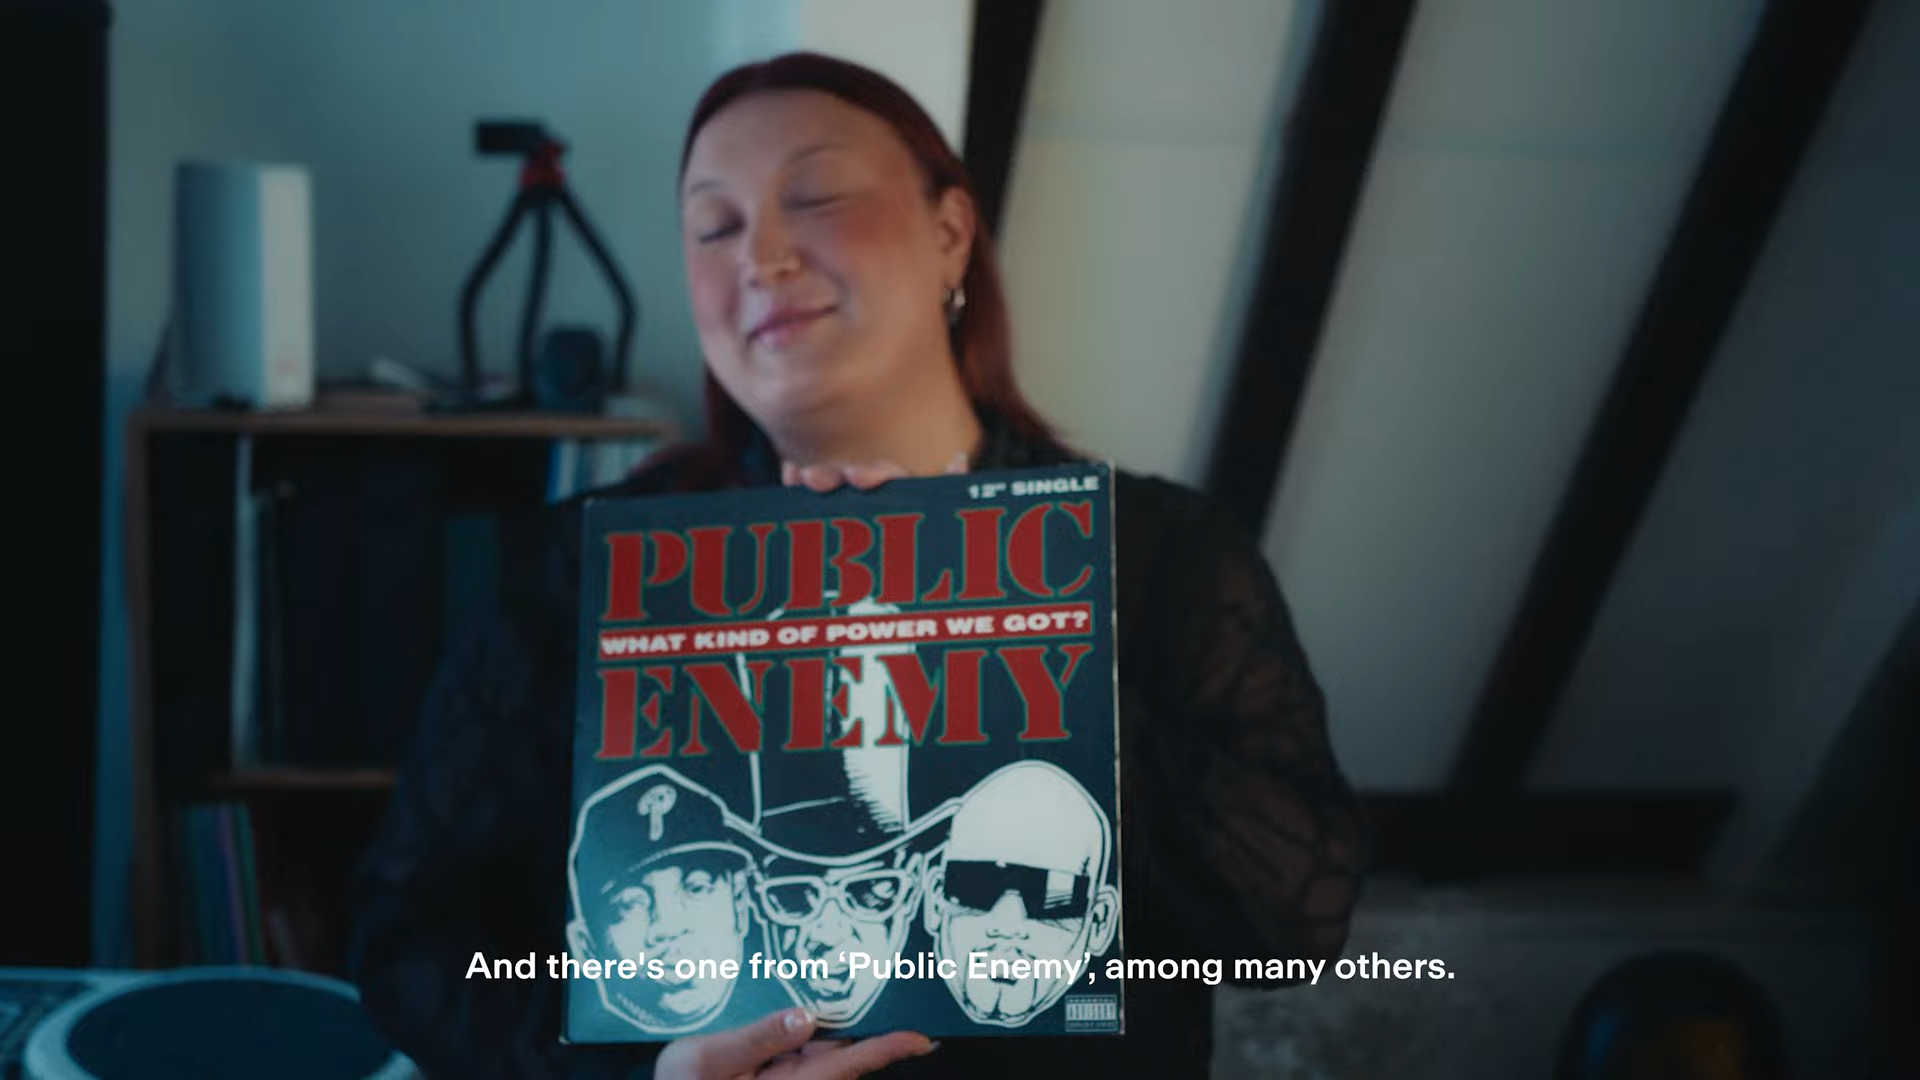 12" SINGLE
PUBLIC
WHAT KIND OF POWER WE GOT?
ENEMY
P
And there's one from ‘Public Enemy’, among many others.